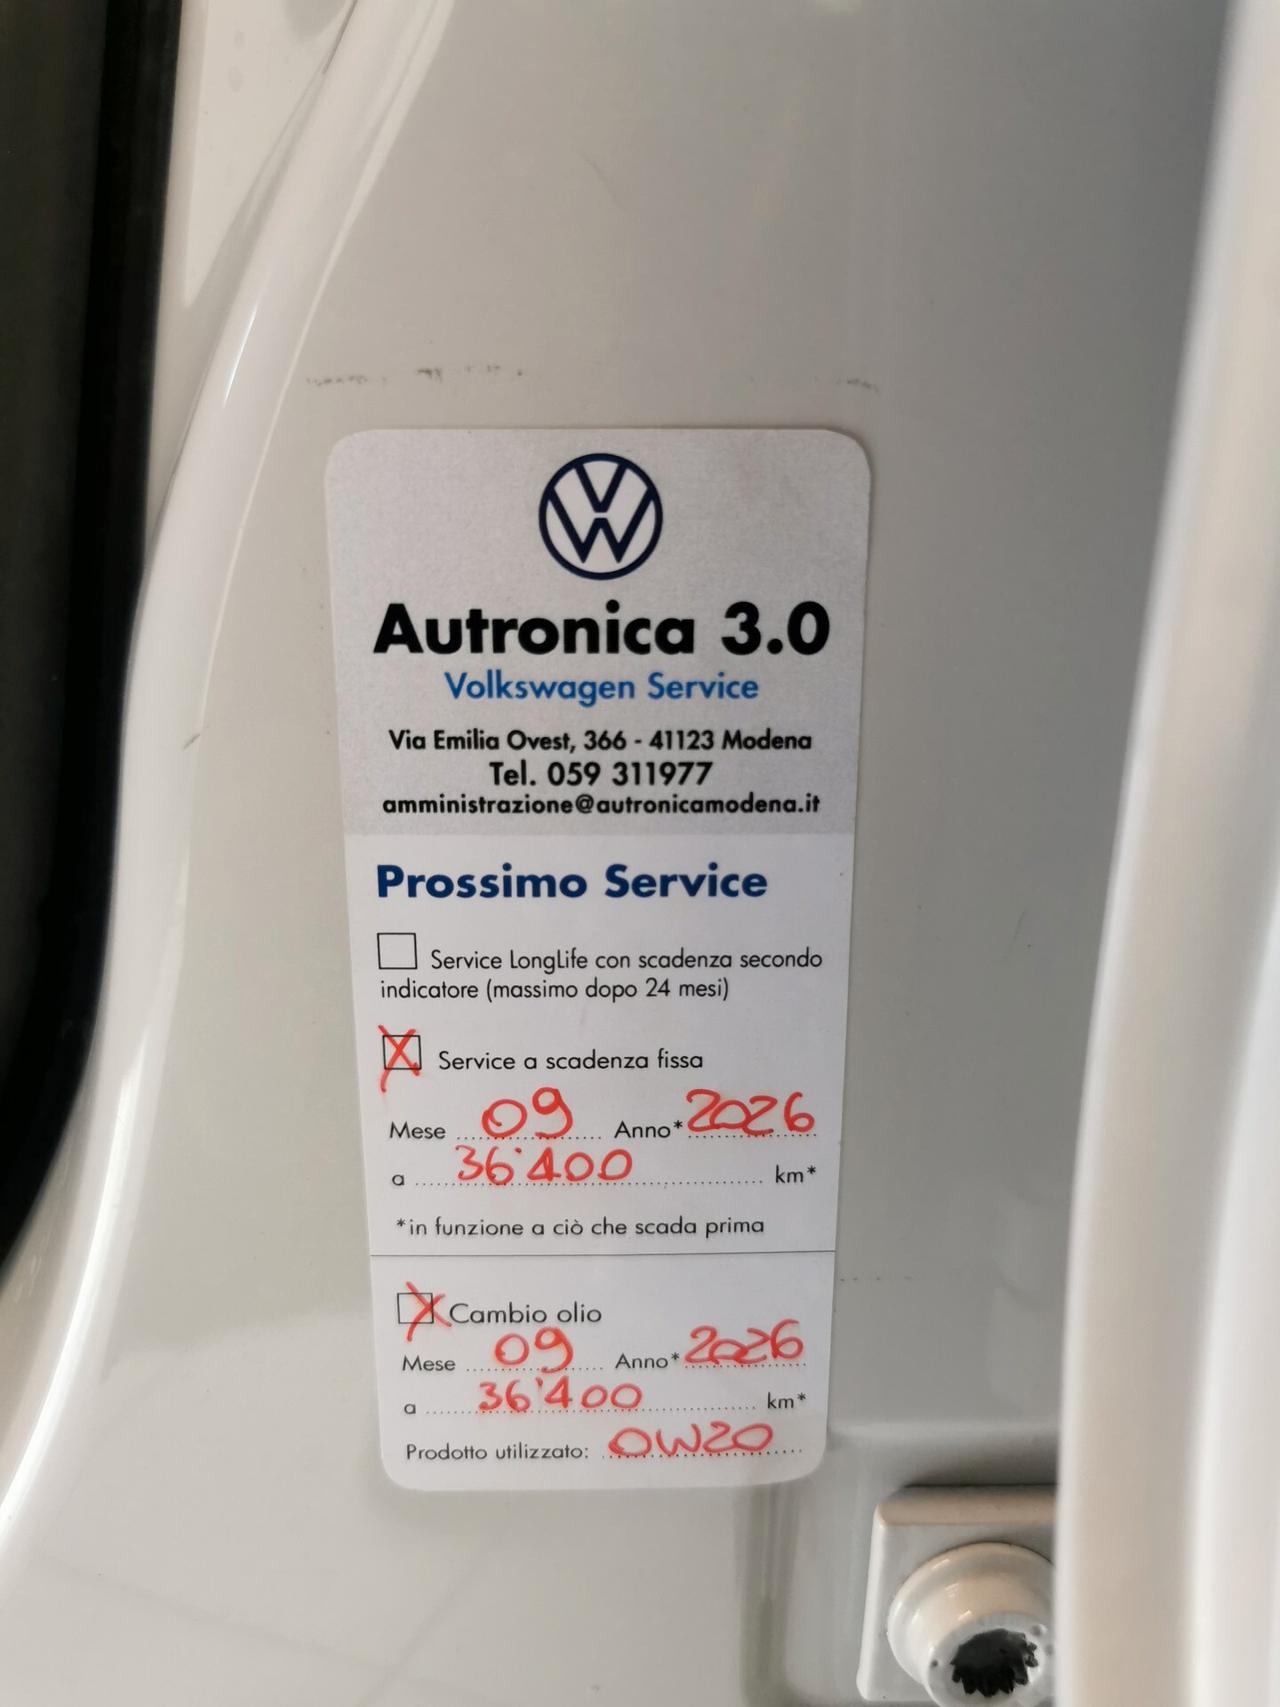 Autronica 3.0
Volkswagen Service
Via Emilia Ovest, 366 - 41123 Modena
Tel. 059 311977
amministrazione@autronicamodena.it
Prossimo Service
Service LongLife con scadenza secondo
indicatore (massimo dopo 24 mesi)
X Service a scadenza fissa
Mese 09 Anno* 2026
a 36'400 km*
*in funzione a ciò che scada prima
X Cambio olio
Mese 09 Anno* 2026
a 36'400 km*
Prodotto utilizzato: 0W20